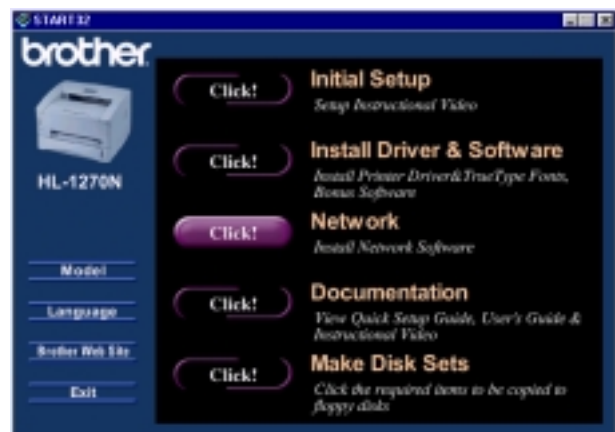 START32
brother
HL-1270N
Model
Language
Brother Web Site
Exit
Click!
Initial Setup
Setup Instructional Video
Click!
Install Driver & Software
Install Printer Driver&TrueType Fonts,
Bonus Software
Click!
Network
Install Network Software
Click!
Documentation
View Quick Setup Guide, User's Guide &
Instructional Video
Click!
Make Disk Sets
Click the required items to be copied to
floppy disks